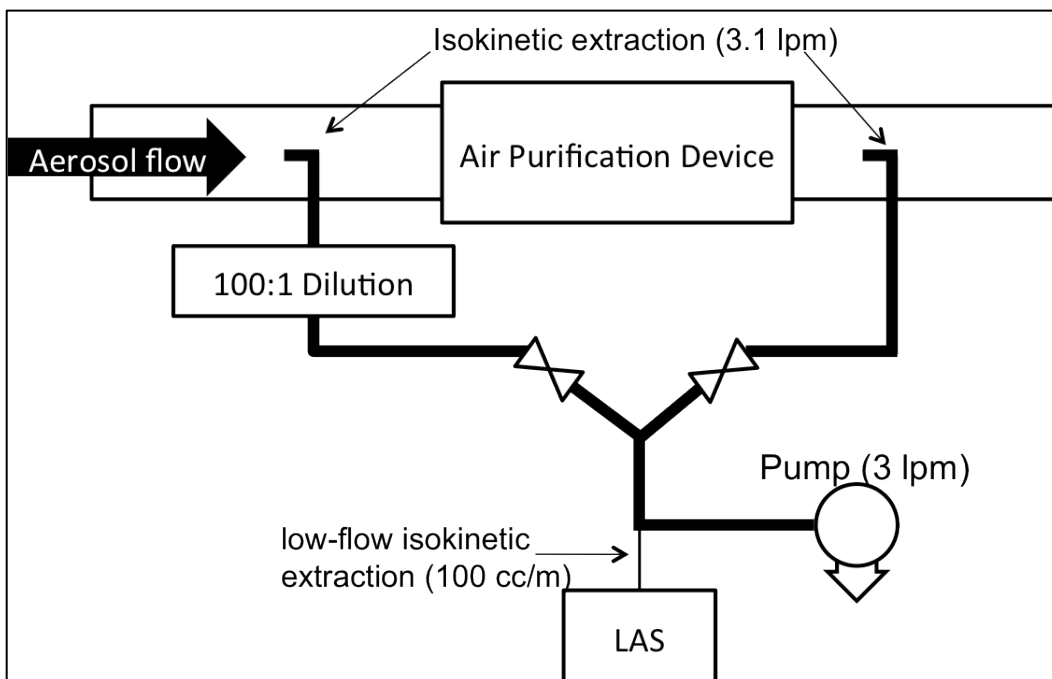 Isokinetic extraction (3.1 lpm)
Aerosol flow
Air Purification Device
100:1 Dilution
Pump (3 lpm)
low-flow isokinetic
extraction (100 cc/m)
LAS